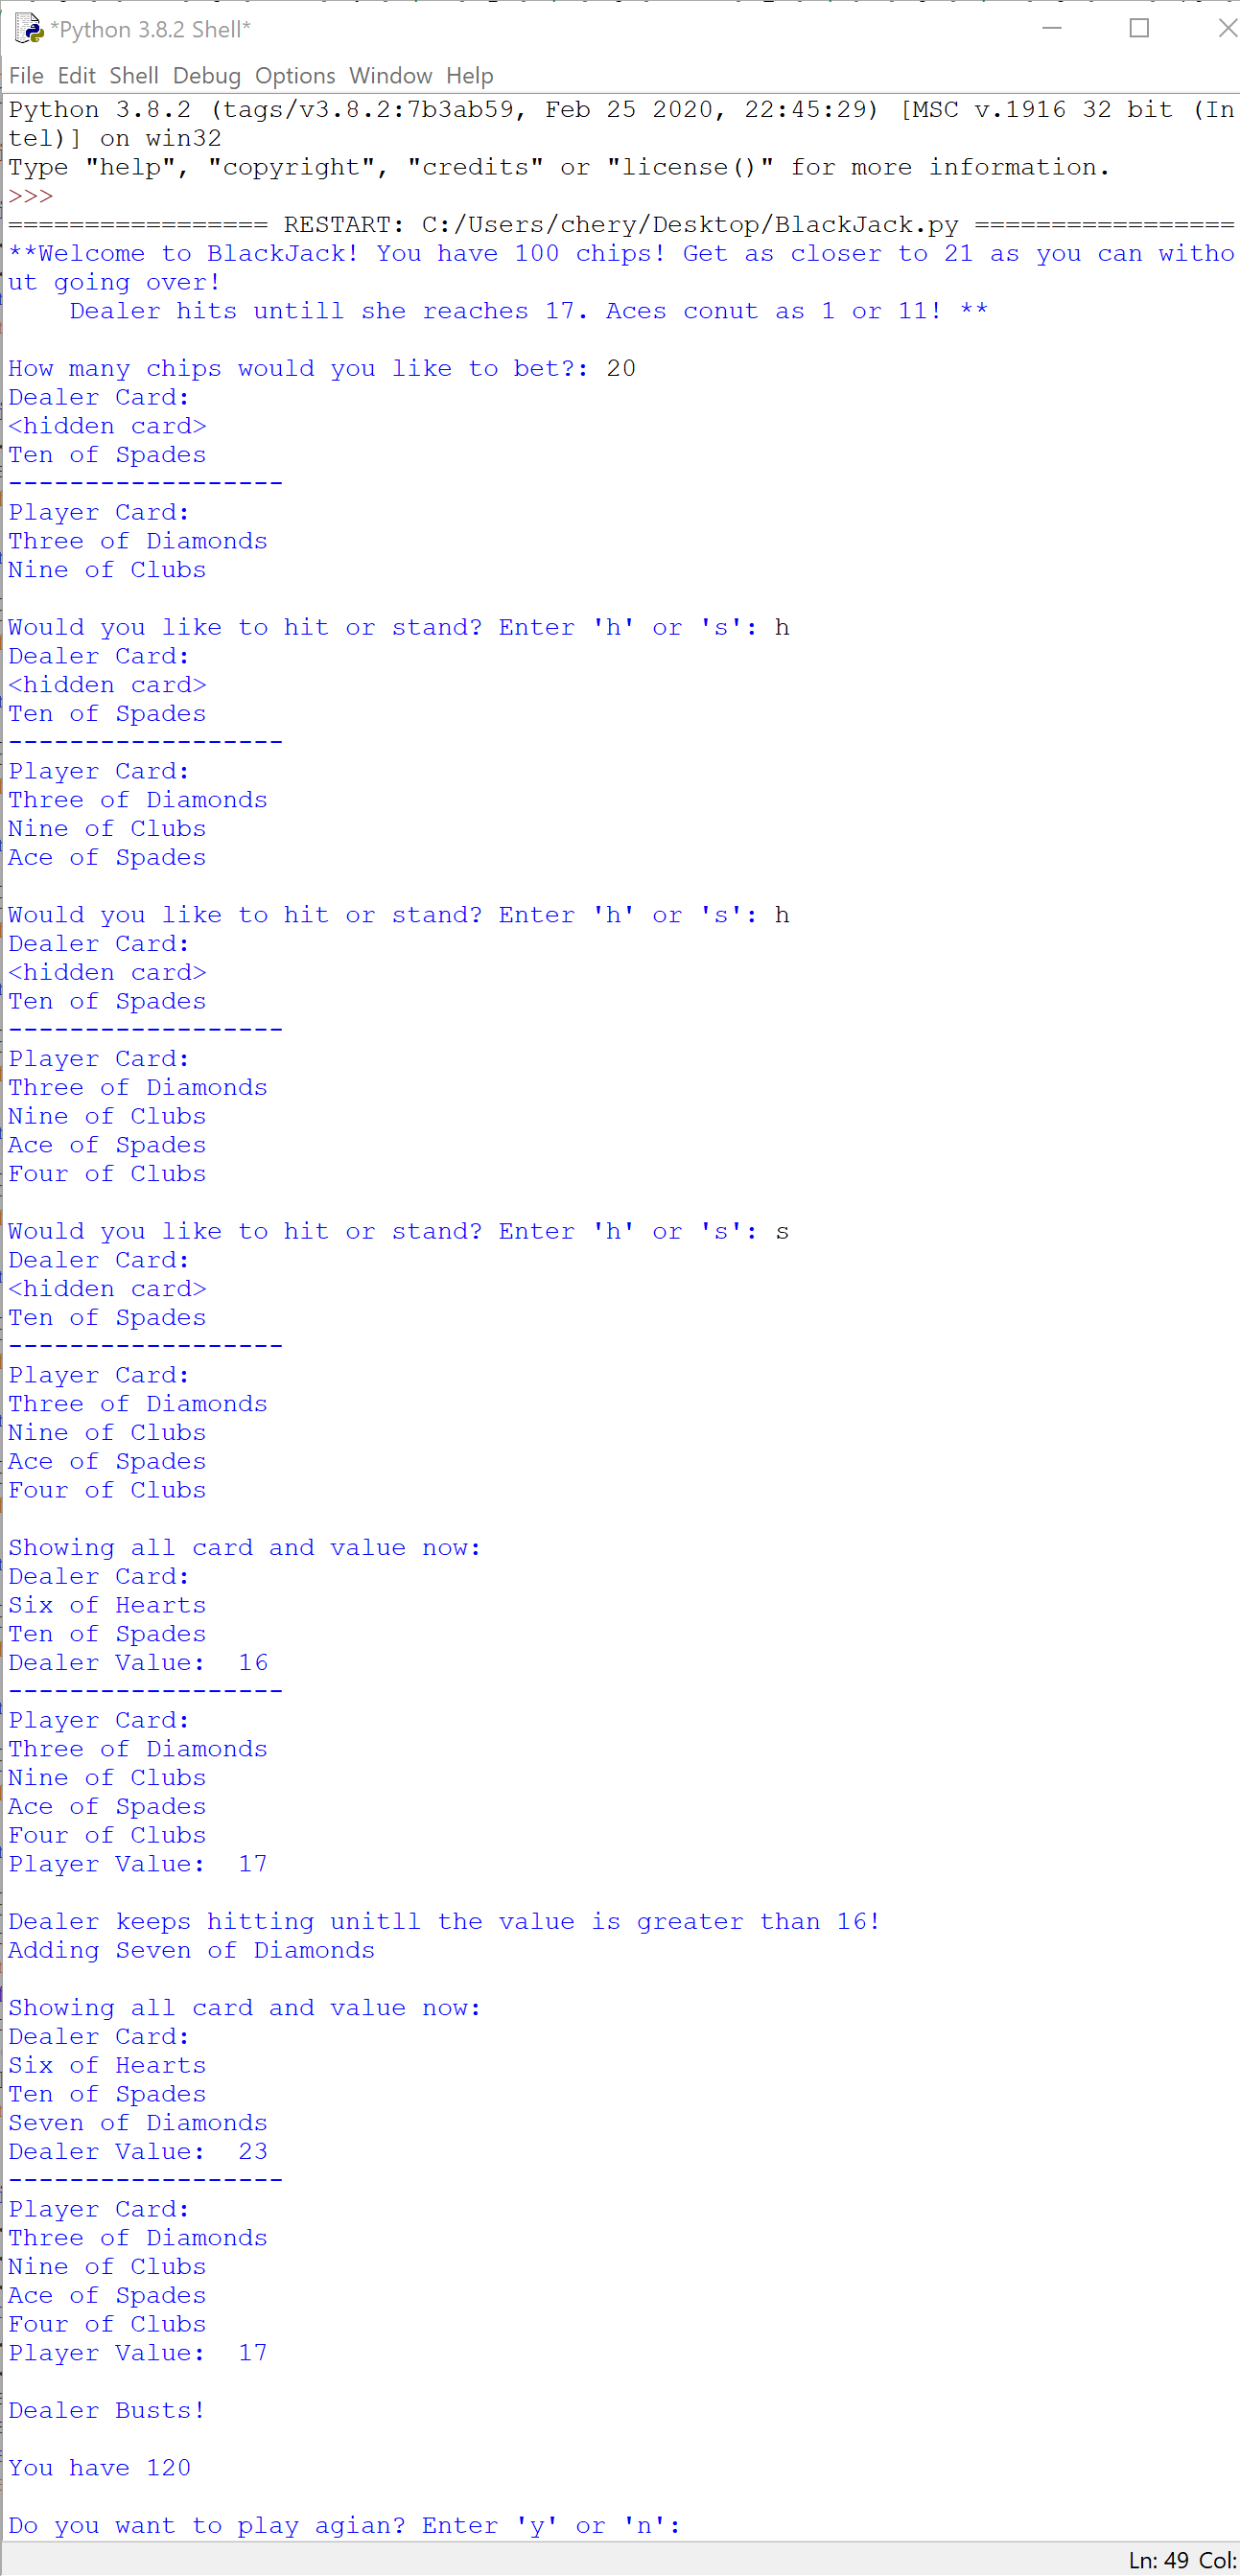 *Python 3.8.2 Shell*
File Edit Shell Debug Options Window Help
Python 3.8.2 (tags/v3.8.2:7b3ab59, Feb 25 2020, 22:45:29) [MSC v.1916 32 bit (In
tel)] on win32
Type "help", "copyright", "credits" or "license()" for more information.
>>>
================= RESTART: C:/Users/chery/Desktop/BlackJack.py =================
**Welcome to BlackJack! You have 100 chips! Get as closer to 21 as you can witho
ut going over!
    Dealer hits untill she reaches 17. Aces conut as 1 or 11! **

How many chips would you like to bet?: 20
Dealer Card:
<hidden card>
Ten of Spades
------------------
Player Card:
Three of Diamonds
Nine of Clubs

Would you like to hit or stand? Enter 'h' or 's': h
Dealer Card:
<hidden card>
Ten of Spades
------------------
Player Card:
Three of Diamonds
Nine of Clubs
Ace of Spades

Would you like to hit or stand? Enter 'h' or 's': h
Dealer Card:
<hidden card>
Ten of Spades
------------------
Player Card:
Three of Diamonds
Nine of Clubs
Ace of Spades
Four of Clubs

Would you like to hit or stand? Enter 'h' or 's': s
Dealer Card:
<hidden card>
Ten of Spades
------------------
Player Card:
Three of Diamonds
Nine of Clubs
Ace of Spades
Four of Clubs

Showing all card and value now:
Dealer Card:
Six of Hearts
Ten of Spades
Dealer Value:  16
------------------
Player Card:
Three of Diamonds
Nine of Clubs
Ace of Spades
Four of Clubs
Player Value:  17

Dealer keeps hitting unitll the value is greater than 16!
Adding Seven of Diamonds

Showing all card and value now:
Dealer Card:
Six of Hearts
Ten of Spades
Seven of Diamonds
Dealer Value:  23
------------------
Player Card:
Three of Diamonds
Nine of Clubs
Ace of Spades
Four of Clubs
Player Value:  17

Dealer Busts!

You have 120

Do you want to play agian? Enter 'y' or 'n':
Ln: 49 Col: